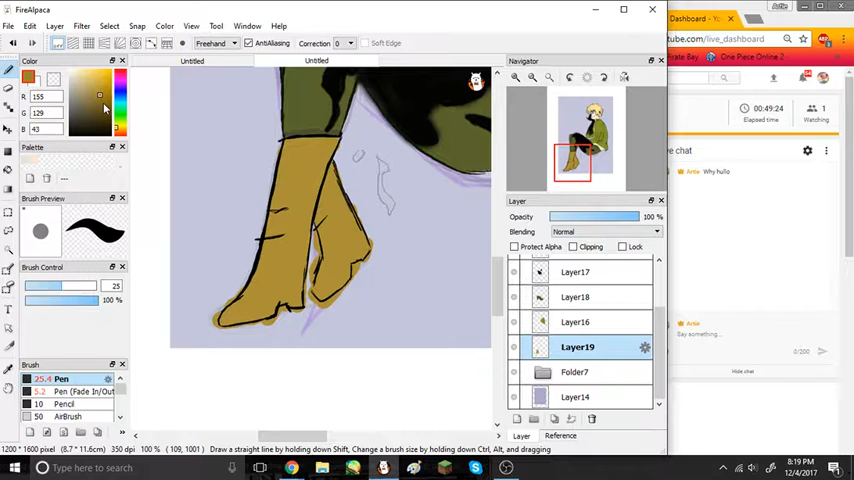 FireAlpaca
File Edit Layer Filter Select Snap Color View Tool Window Help
Freehand AntiAliasing Correction 0 Soft Edge
Color
R 155
G 129
B 43
Palette
---
Brush Preview
Brush Control
25
100 %
Brush
25.4 Pen
5.2 Pen (Fade In/Out
10 Pencil
50 AirBrush
Untitled Untitled
Navigator
Layer
Opacity 100 %
Blending Normal
Protect Alpha Clipping Lock
Layer17
Layer18
Layer16
Layer19
Folder7
Layer14
Layer Reference
1200 * 1600 pixel (8.7 * 11.6cm) 350 dpi 100 % (109, 1001) Draw a straight line by holding down Shift, Change a brush size by holding down Ctrl, Alt, and dragging
Artie
Dashboard - Yo
tube.com/live_dashboard
irate Bay One Piece Online 2
00:49:24
Elapsed time
1
Watching
ve chat
Artie Why hullo
Artie
Say something...
0/200
Hide chat
Type here to search
8:19 PM
12/4/2017